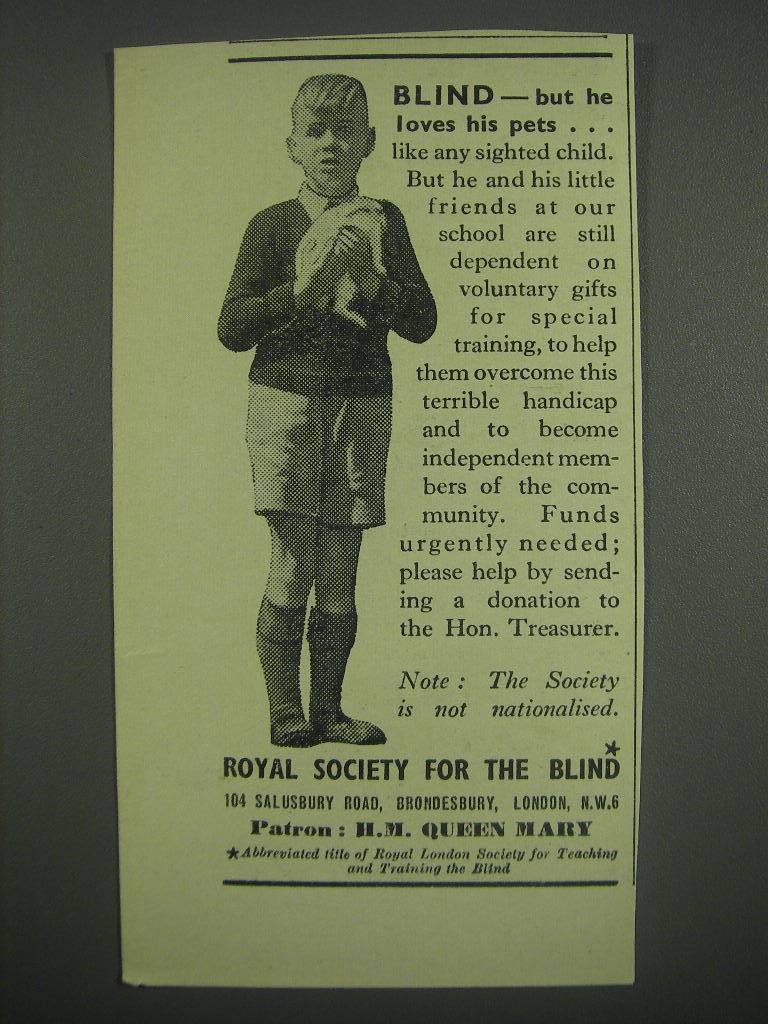 BLIND — but he
loves his pets . . .
like any sighted child.
But he and his little
friends at our
school are still
dependent on
voluntary gifts
for special
training, to help
them overcome this
terrible handicap
and to become
independent mem-
bers of the com-
munity. Funds
urgently needed;
please help by send-
ing a donation to
the Hon. Treasurer.
Note : The Society
is not nationalised.
ROYAL SOCIETY FOR THE BLIND★
104 SALUSBURY ROAD, BRONDESBURY, LONDON, N.W.6
Patron : H.M. QUEEN MARY
★Abbreviated title of Royal London Society for Teaching
and Training the Blind